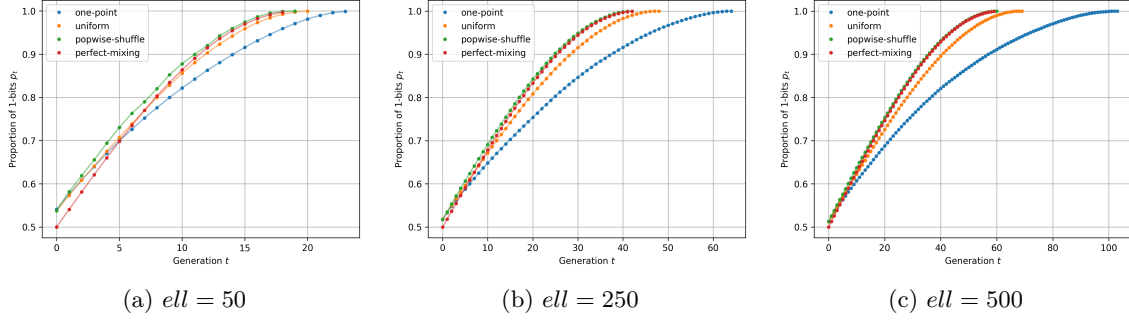 one-point
uniform
popwise-shuffle
perfect-mixing
Proportion of 1-bits pₜ
1.0
0.9
0.8
0.7
0.6
0.5
0
5
10
15
20
Generation t
(a) ell = 50
one-point
uniform
popwise-shuffle
perfect-mixing
Proportion of 1-bits pₜ
1.0
0.9
0.8
0.7
0.6
0.5
0
10
20
30
40
50
60
Generation t
(b) ell = 250
one-point
uniform
popwise-shuffle
perfect-mixing
Proportion of 1-bits pₜ
1.0
0.9
0.8
0.7
0.6
0.5
0
20
40
60
80
100
Generation t
(c) ell = 500